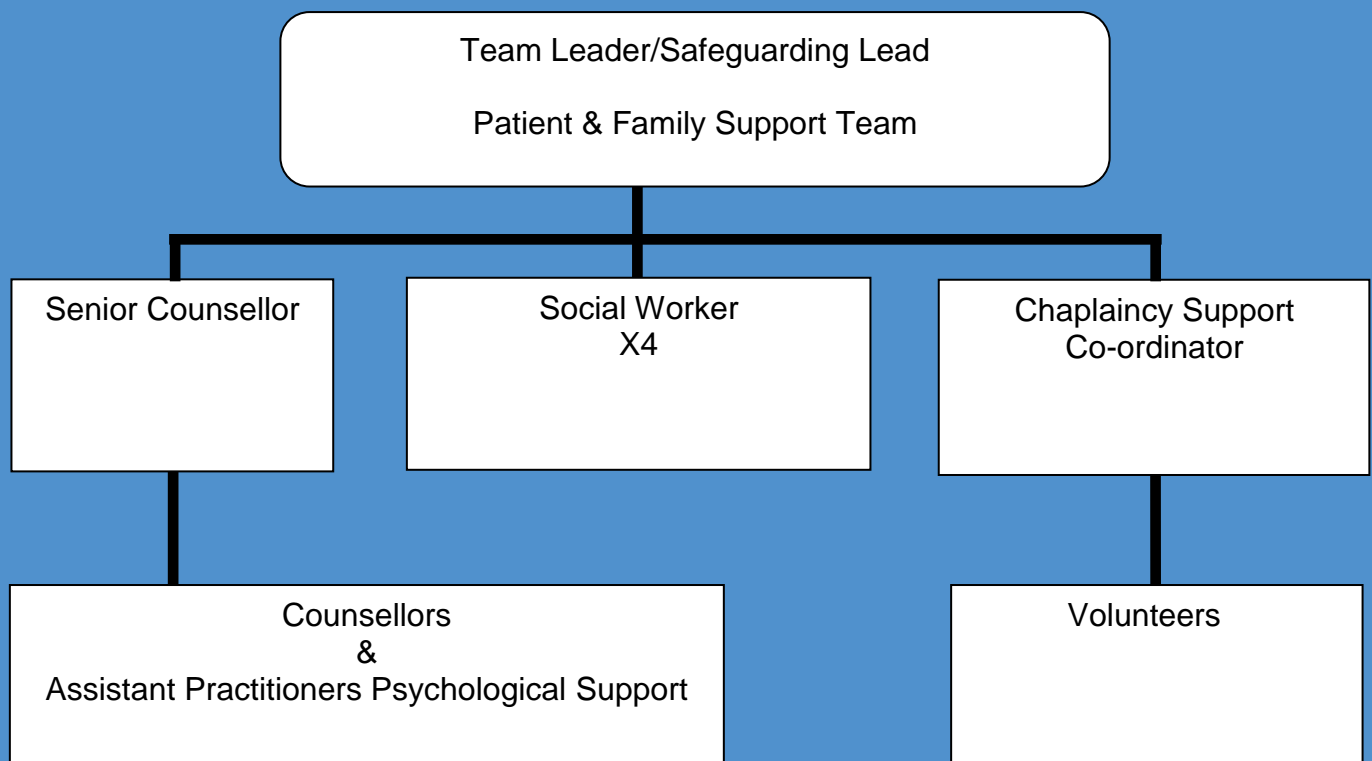 Team Leader/Safeguarding Lead
Patient & Family Support Team
Senior Counsellor
Social Worker
X4
Chaplaincy Support
Co-ordinator
Counsellors
&
Assistant Practitioners Psychological Support
Volunteers